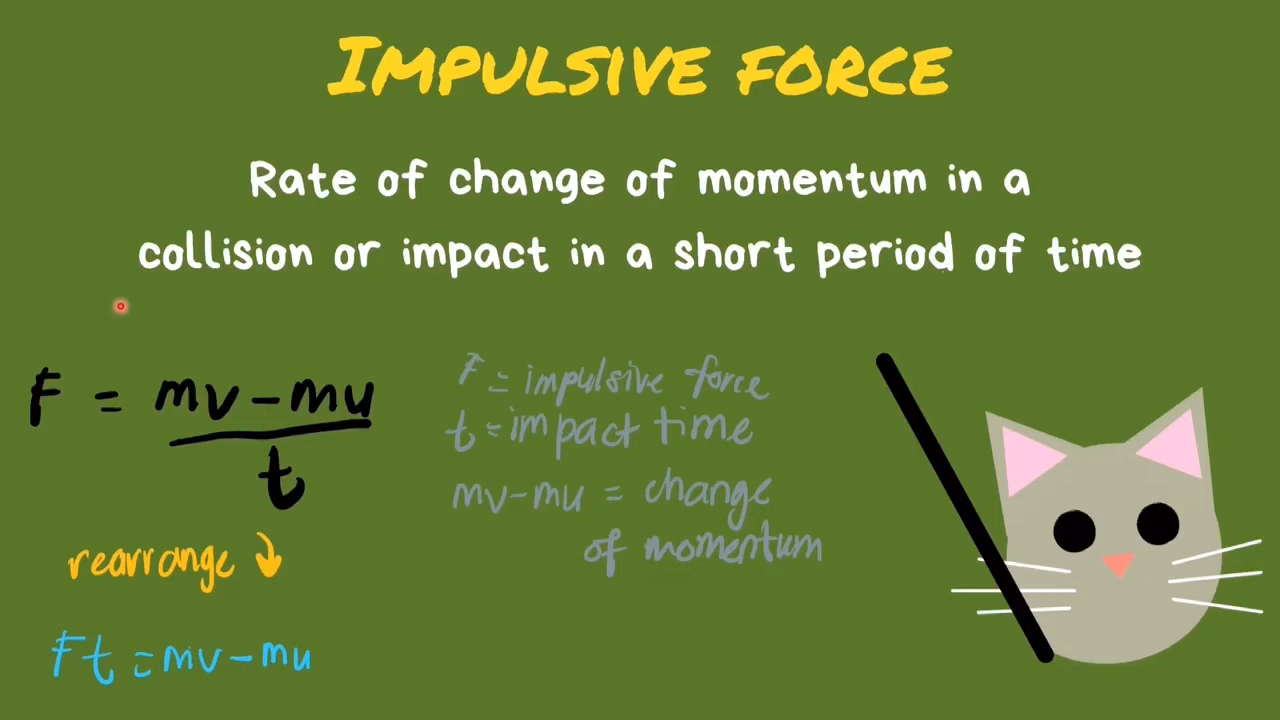 IMPULSIVE FORCE
Rate of change of momentum in a
collision or impact in a short period of time
F = mv - mu
t
F = impulsive force
t = impact time
mv - mu = change
of momentum
rearrange ↓
Ft = mv - mu